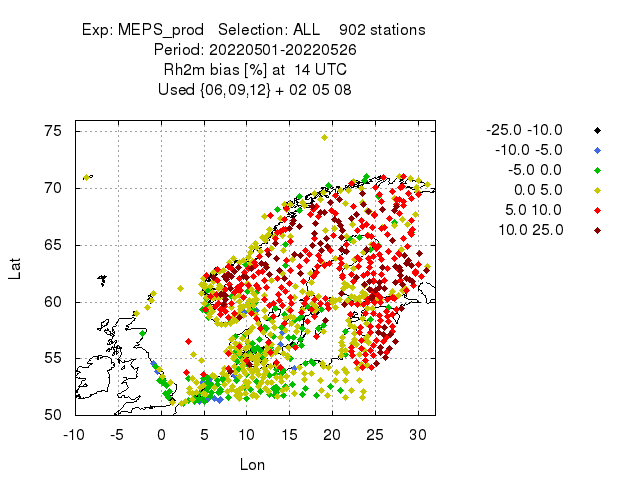 Exp: MEPS_prod Selection: ALL 902 stations
Period: 20220501-20220526
Rh2m bias [%] at 14 UTC
Used {06,09,12} + 02 05 08
-25.0 -10.0
-10.0 -5.0
-5.0 0.0
0.0 5.0
5.0 10.0
10.0 25.0
Lat
75
70
65
60
55
50
-10 -5 0 5 10 15 20 25 30
Lon